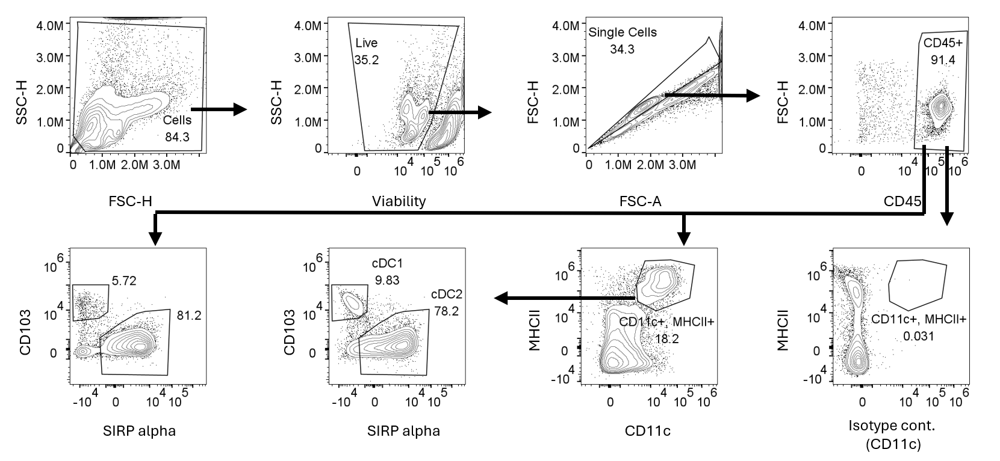 SSC-H
4.0M
3.0M
2.0M
1.0M
0
Cells
84.3
0 1.0M 2.0M 3.0M
FSC-H
SSC-H
4.0M
3.0M
2.0M
1.0M
0
Live
35.2
0 10^4 10^5 10^6
Viability
FSC-H
4.0M
3.0M
2.0M
1.0M
0
Single Cells
34.3
0 1.0M 2.0M 3.0M
FSC-A
FSC-H
4.0M
3.0M
2.0M
1.0M
0
CD45+
91.4
0 10^4 10^5 10^6
CD45
CD103
10^6
10^4
0
5.72
81.2
-10^4 0 10^4 10^5
SIRP alpha
CD103
10^6
10^4
0
cDC1
9.83
cDC2
78.2
-10^4 0 10^4 10^5
SIRP alpha
MHCII
10^6
10^4
0
-10^4
CD11c+, MHCII+
18.2
0 10^4 10^5 10^6
CD11c
MHCII
10^6
10^4
0
-10^4
CD11c+, MHCII+
0.031
0 10^4 10^5 10^6
Isotype cont.
(CD11c)